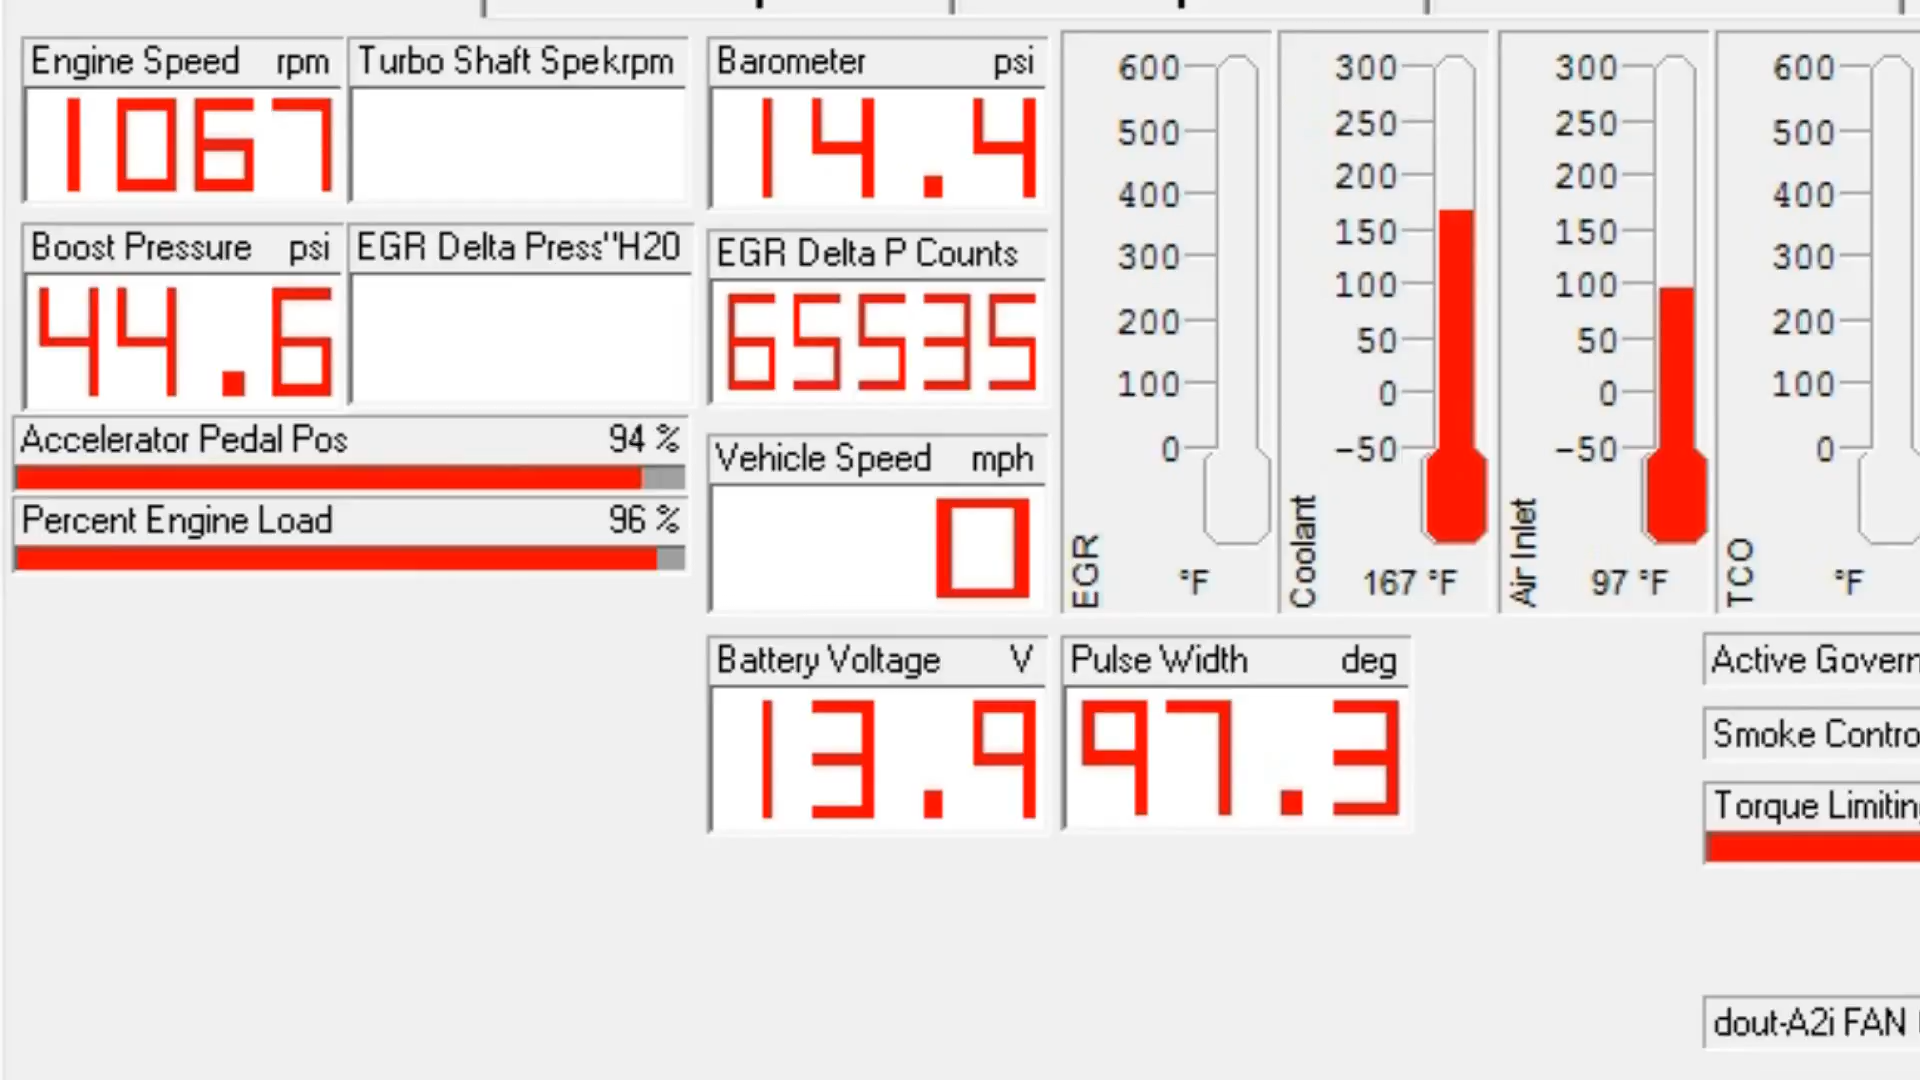 Engine Speed rpm
1067
Turbo Shaft Spekrpm
Barometer psi
14.4
Boost Pressure psi
44.6
EGR Delta Press"H20
EGR Delta P Counts
65535
Accelerator Pedal Pos 94 %
Percent Engine Load 96 %
Vehicle Speed mph
0
Battery Voltage V
13.9
Pulse Width deg
97.3
600
500
400
300
200
100
0
EGR
°F
300
250
200
150
100
50
0
-50
Coolant
167 °F
300
250
200
150
100
50
0
-50
Air Inlet
97 °F
600
500
400
300
200
100
0
TCO
°F
Active Govern
Smoke Contro
Torque Limiting
dout-A2i FAN